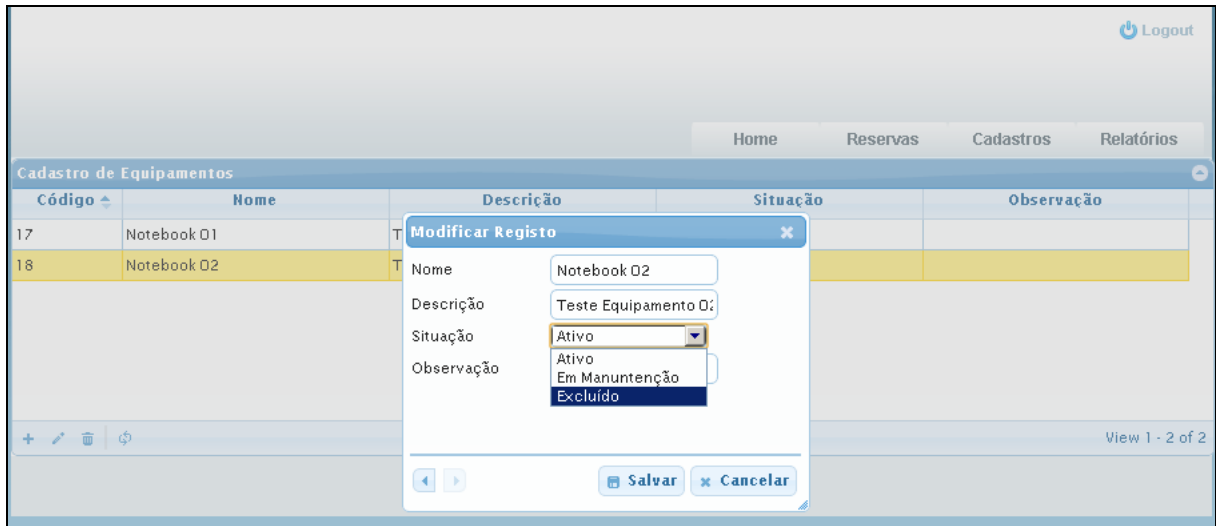 Logout
Home Reservas Cadastros Relatórios
Cadastro de Equipamentos
Código Nome Descrição Situação Observação
17 Notebook 01 T
18 Notebook 02 T
Modificar Registo
Nome Notebook 02
Descrição Teste Equipamento 02
Situação Ativo
Ativo
Observação
Em Manuntenção
Excluído
View 1 - 2 of 2
Salvar Cancelar